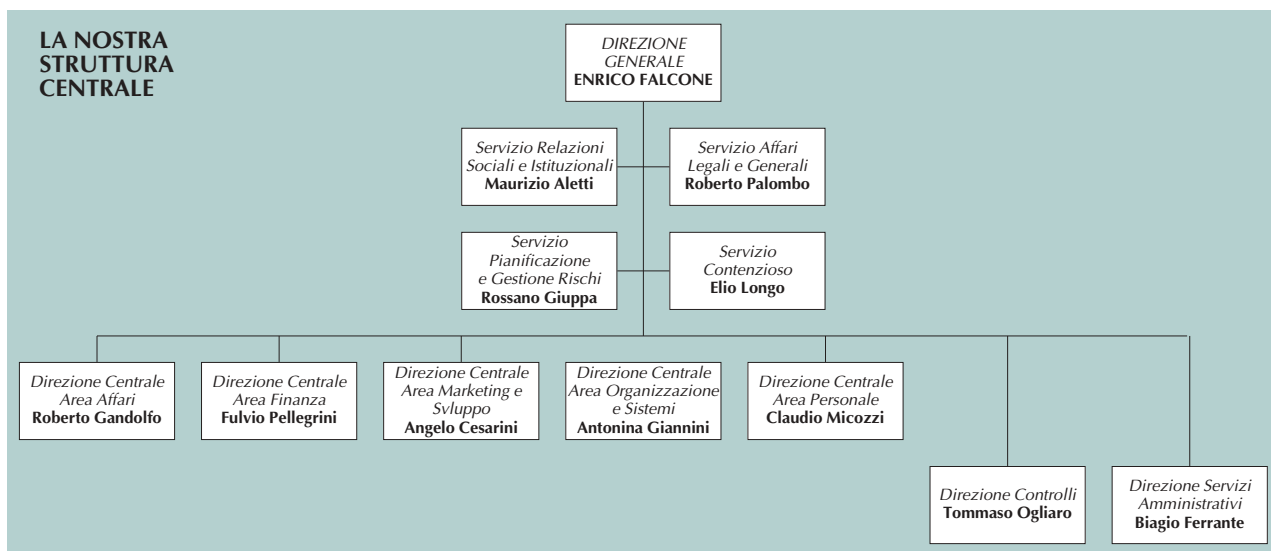 LA NOSTRA
STRUTTURA
CENTRALE
DIREZIONE
GENERALE
ENRICO FALCONE
Servizio Relazioni
Sociali e Istituzionali
Maurizio Aletti
Servizio Affari
Legali e Generali
Roberto Palombo
Servizio
Pianificazione
e Gestione Rischi
Rossano Giuppa
Servizio
Contenzioso
Elio Longo
Direzione Centrale
Area Affari
Roberto Gandolfo
Direzione Centrale
Area Finanza
Fulvio Pellegrini
Direzione Centrale
Area Marketing e
Svluppo
Angelo Cesarini
Direzione Centrale
Area Organizzazione
e Sistemi
Antonina Giannini
Direzione Centrale
Area Personale
Claudio Micozzi
Direzione Controlli
Tommaso Ogliaro
Direzione Servizi
Amministrativi
Biagio Ferrante